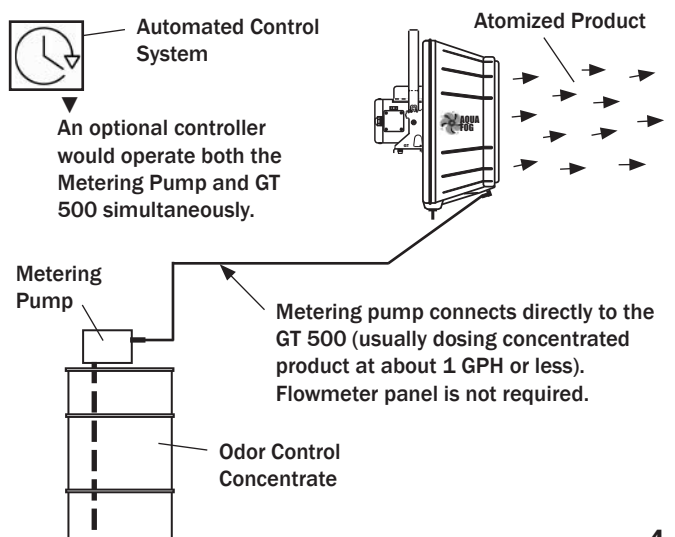 Automated Control
System
Atomized Product
An optional controller
would operate both the
Metering Pump and GT
500 simultaneously.
AQUA
FOG
GT
Metering
Pump
Metering pump connects directly to the
GT 500 (usually dosing concentrated
product at about 1 GPH or less).
Flowmeter panel is not required.
Odor Control
Concentrate